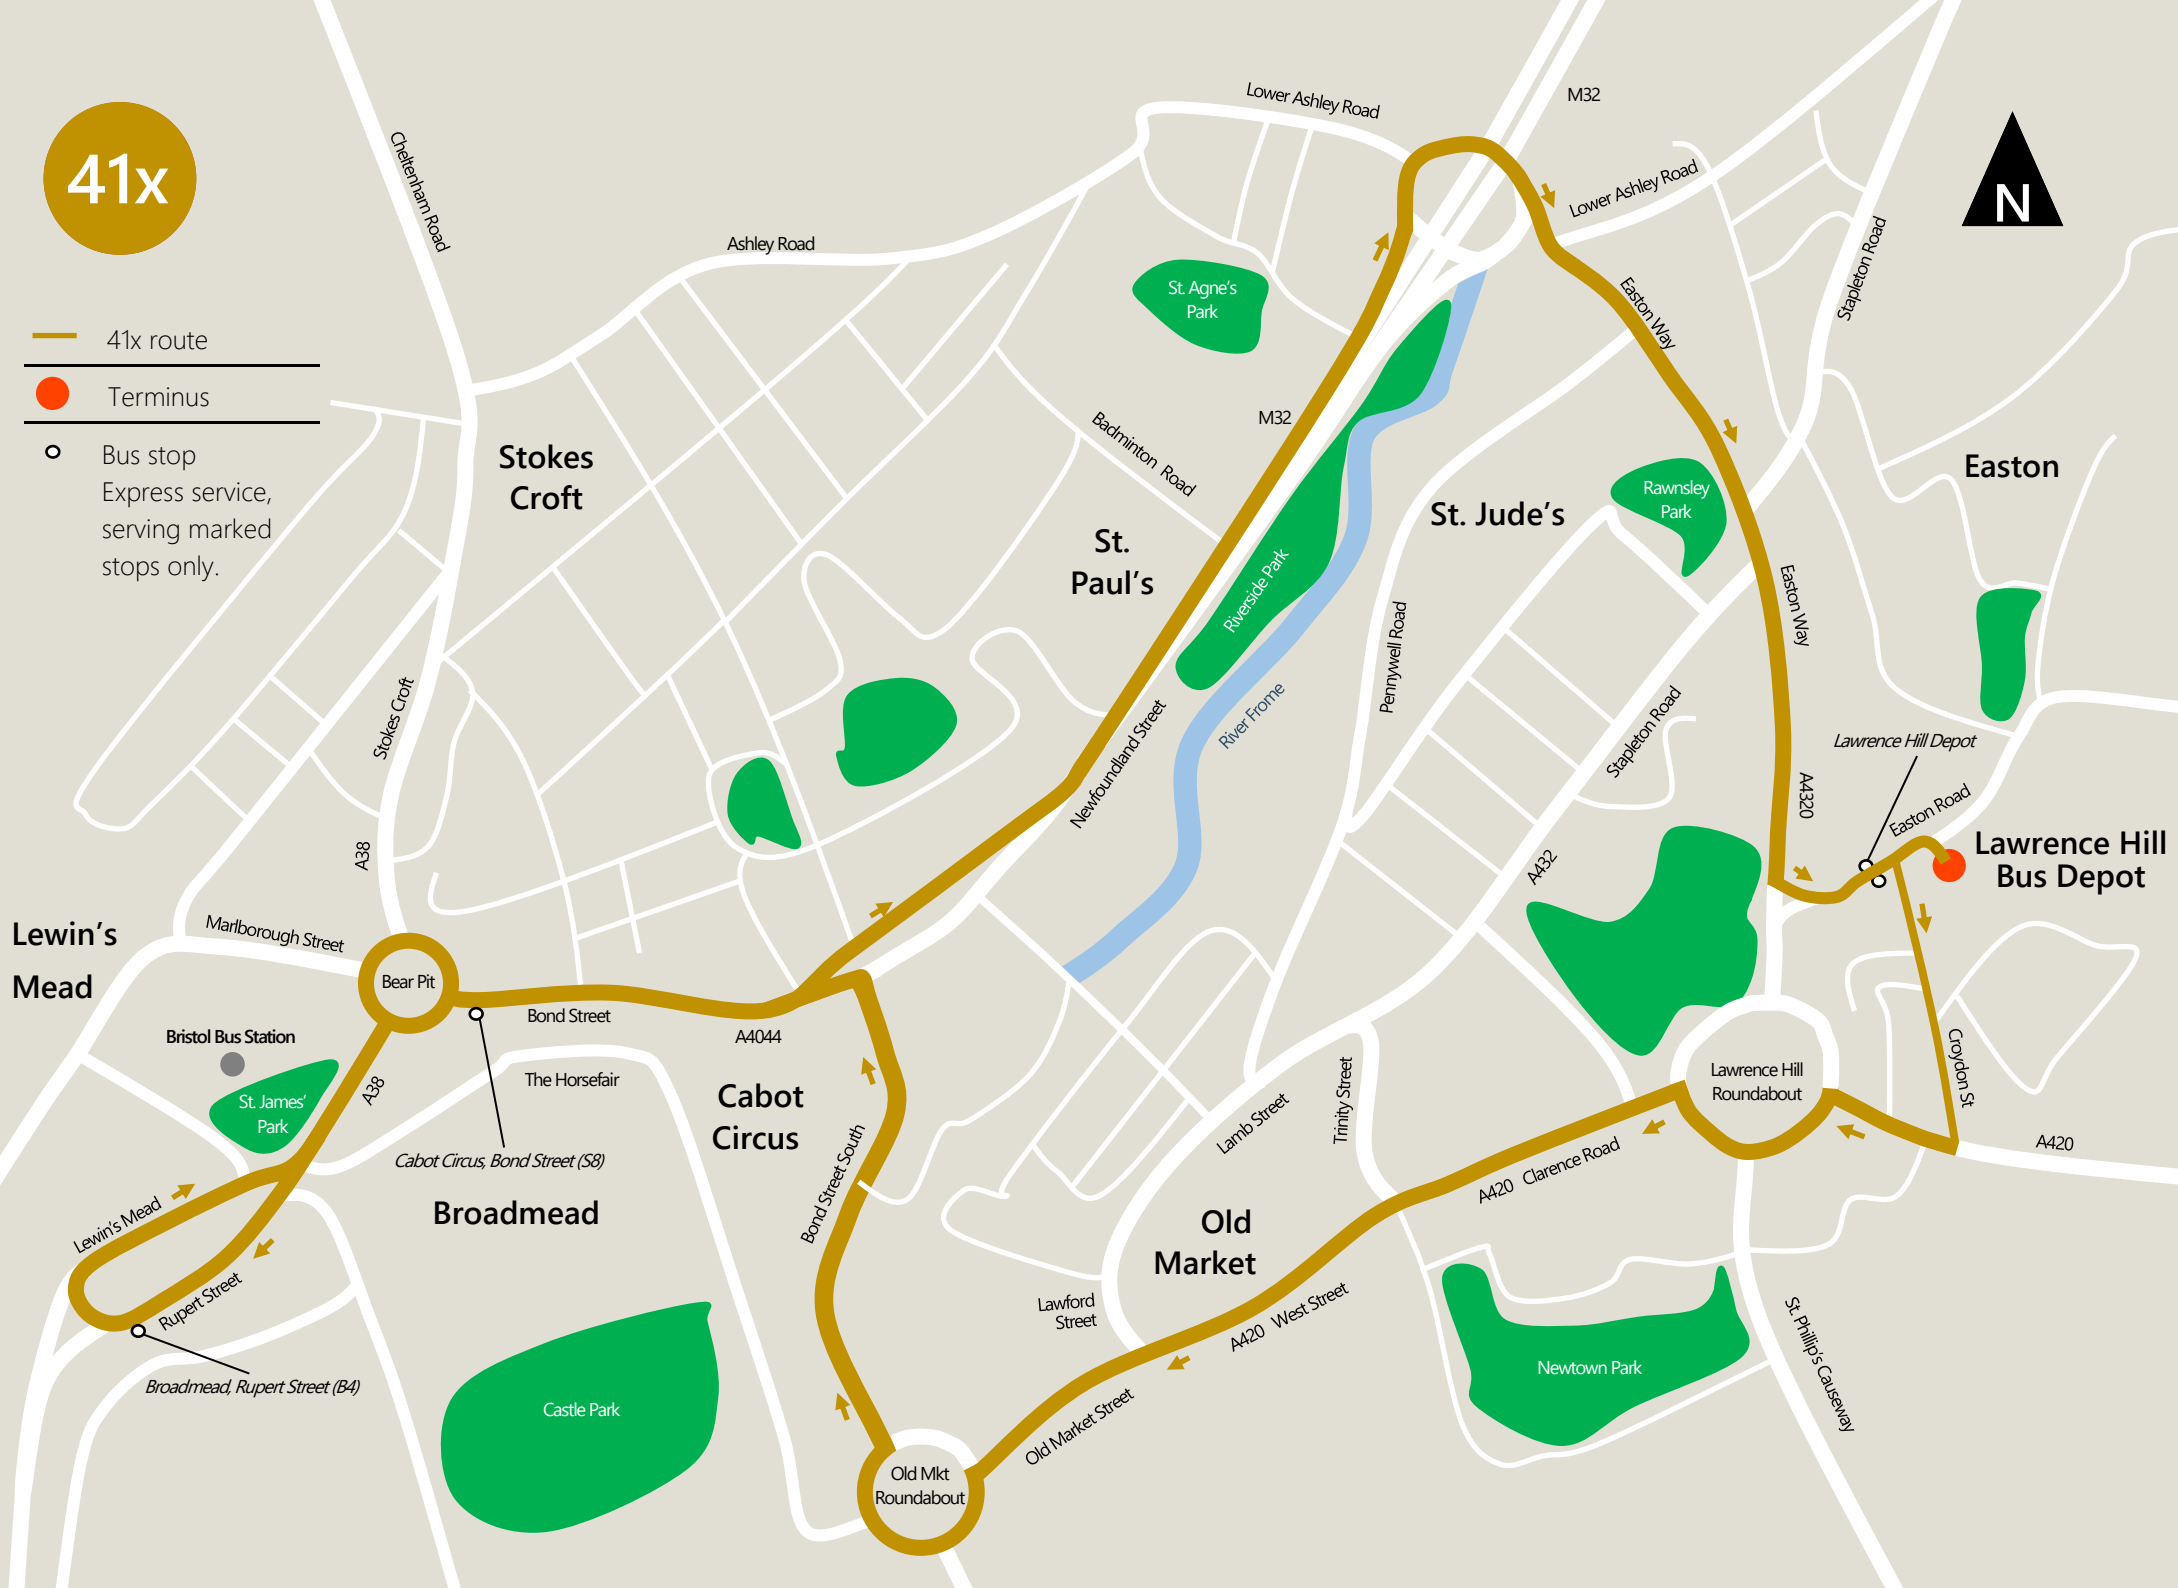 41x
41x route
Terminus
Bus stop
Express service,
serving marked
stops only.
N
Cheltenham Road
Ashley Road
Lower Ashley Road
M32
Lower Ashley Road
Stapleton Road
St. Agne's
Park
Easton Way
M32
Badminton Road
Stokes
Croft
St.
Paul's
St. Jude's
Rawnsley
Park
Easton
Easton Way
Riverside Park
River Frome
Pennywell Road
Stapleton Road
Newfoundland Street
Stokes Croft
A38
Lawrence Hill Depot
A4320
Easton Road
Lawrence Hill
Bus Depot
A432
Lewin's
Mead
Marlborough Street
Bear Pit
Bond Street
A4044
Bristol Bus Station
St. James'
Park
A38
The Horsefair
Cabot
Circus
Cabot Circus, Bond Street (S8)
Broadmead
Bond Street South
Lewin's Mead
Rupert Street
Broadmead, Rupert Street (B4)
Castle Park
Old Mkt
Roundabout
Old Market Street
Lawford
Street
Old
Market
Lamb Street
Trinity Street
A420 West Street
A420 Clarence Road
Lawrence Hill
Roundabout
Croydon St
A420
Newtown Park
St. Phillip's Causeway